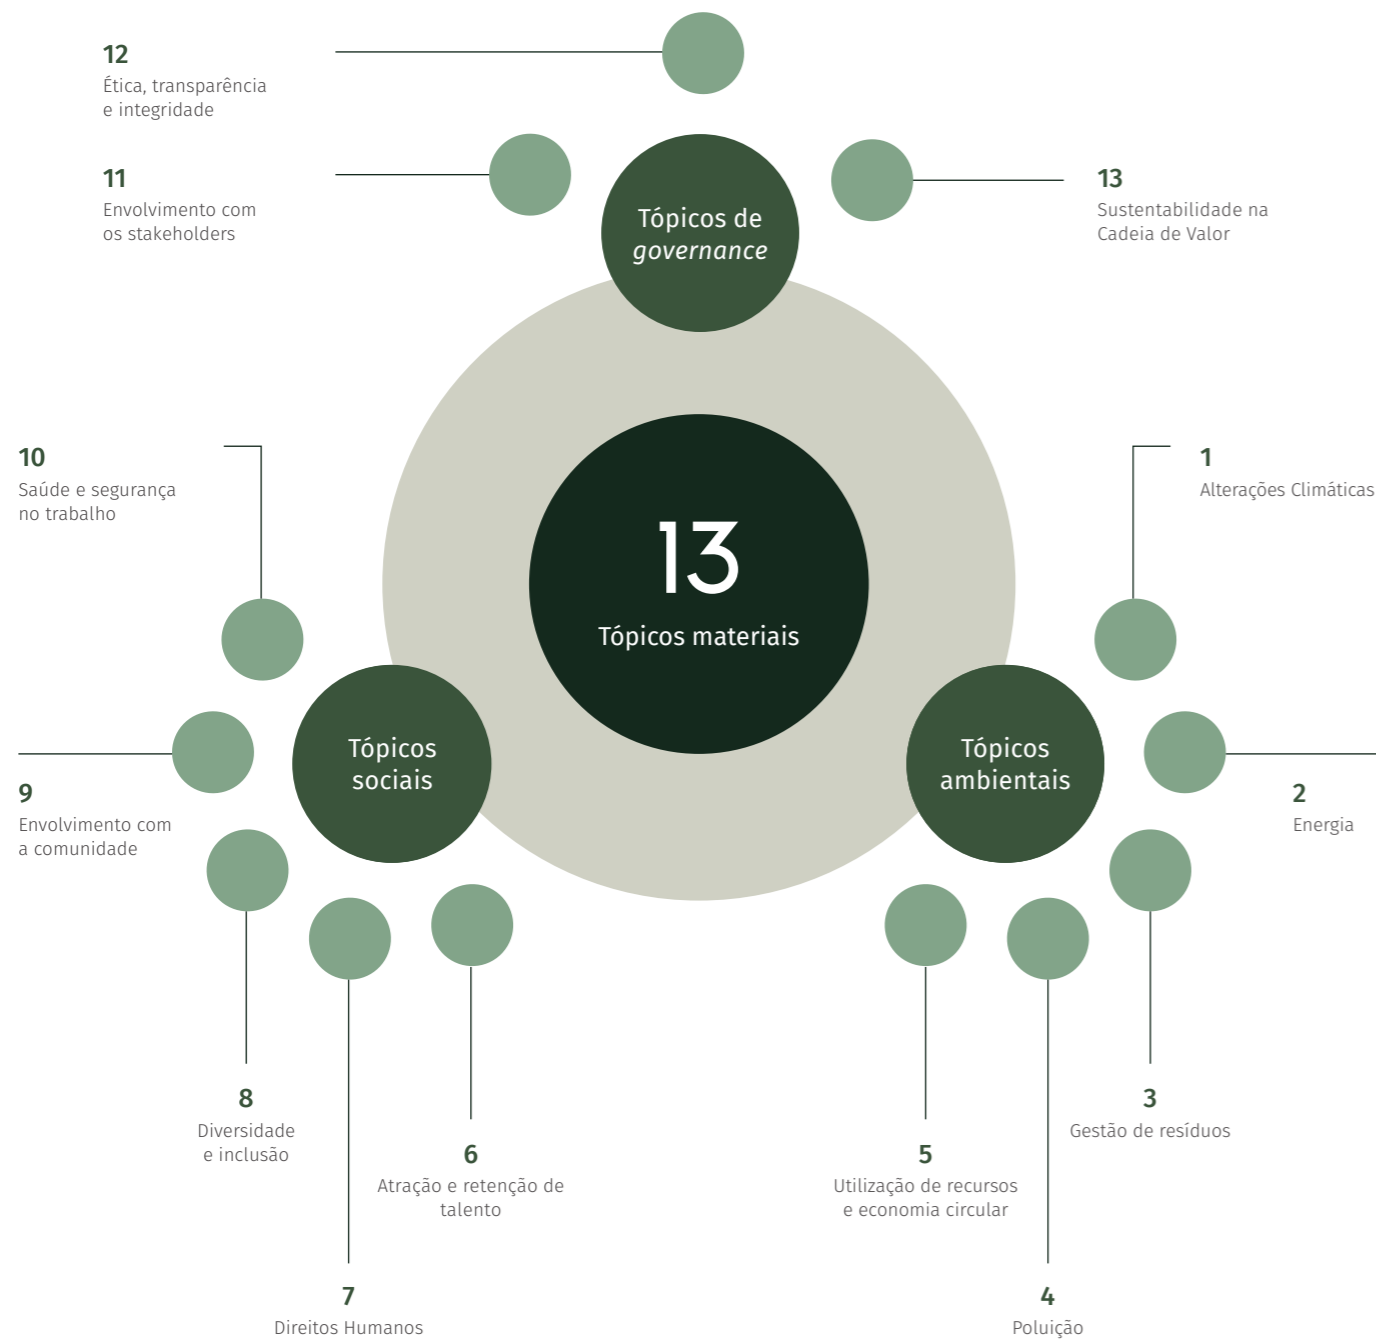 12
Ética, transparência
e integridade
11
Envolvimento com
os stakeholders
13
Sustentabilidade na
Cadeia de Valor
Tópicos de
governance
10
Saúde e segurança
no trabalho
1
Alterações Climáticas
13
Tópicos materiais
Tópicos
sociais
Tópicos
ambientais
9
Envolvimento com
a comunidade
2
Energia
8
Diversidade
e inclusão
3
Gestão de resíduos
6
Atração e retenção de
talento
5
Utilização de recursos
e economia circular
7
Direitos Humanos
4
Poluição